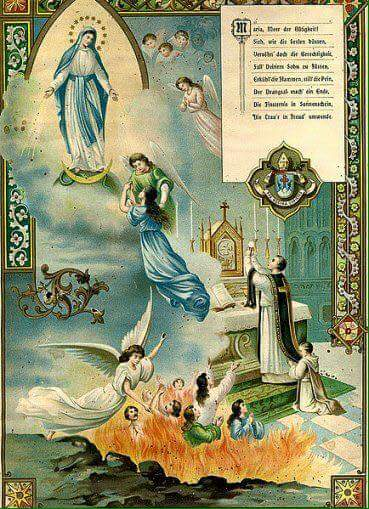 Maria, Meer der Gütigkeit!
Sieh, wie die Seelen büssen,
Versöhn' doch die Gerechtigkeit,
Fall' Deinem Sohn zu Füssen,
Erkühl' die Flammen, still' die Pein,
Der Drangsal mach' ein Ende,
Die Finsternis in Sonnenschein,
Die Trau'r in Freud' umwende.